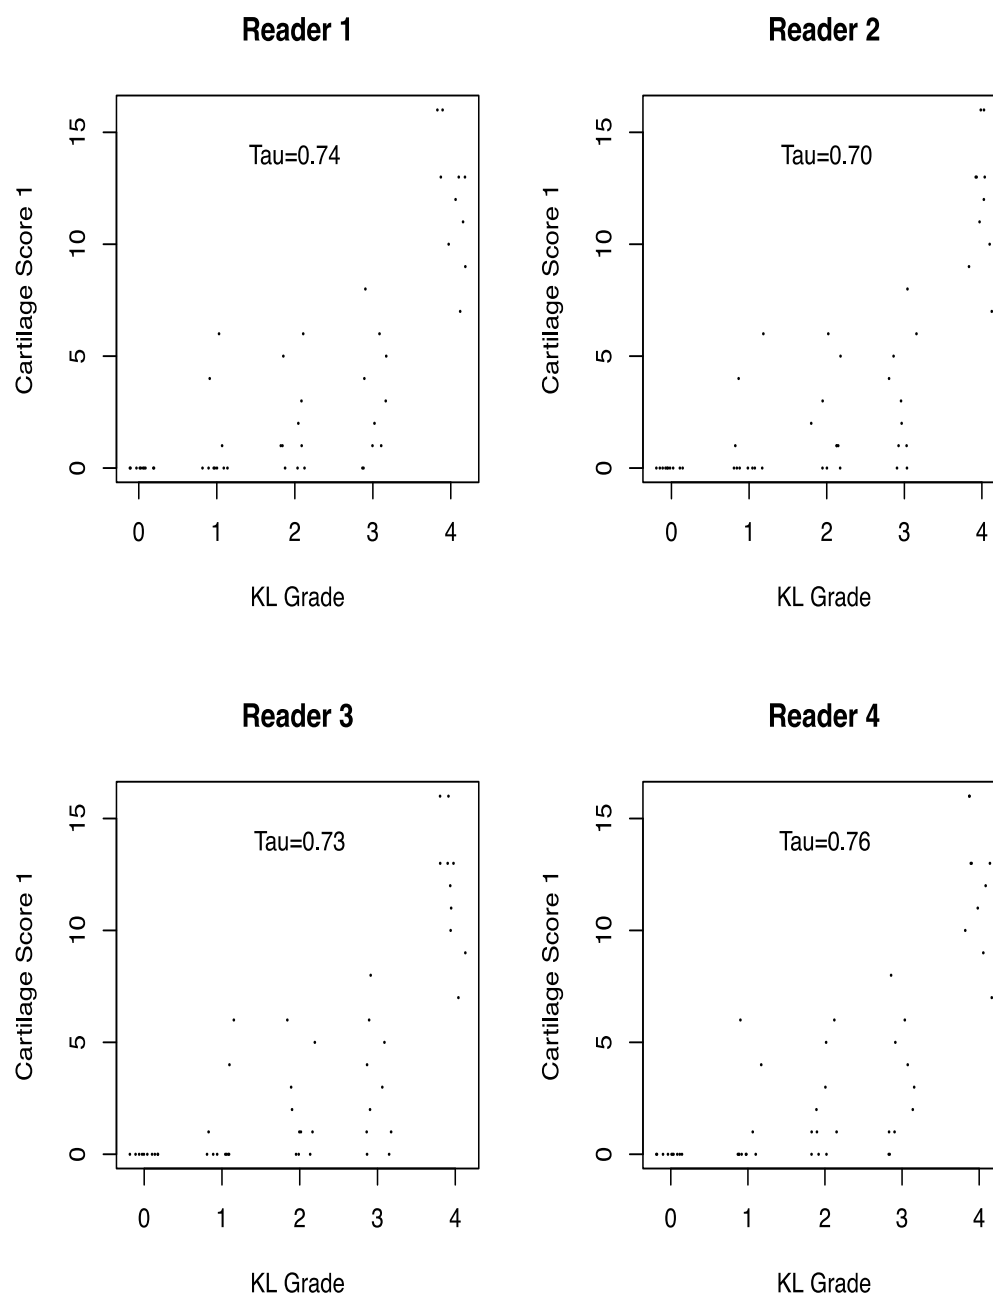 Reader 1
Tau=0.74
Cartilage Score 1
15
10
5
0
0 1 2 3 4
KL Grade
Reader 2
Tau=0.70
Cartilage Score 1
15
10
5
0
0 1 2 3 4
KL Grade
Reader 3
Tau=0.73
Cartilage Score 1
15
10
5
0
0 1 2 3 4
KL Grade
Reader 4
Tau=0.76
Cartilage Score 1
15
10
5
0
0 1 2 3 4
KL Grade